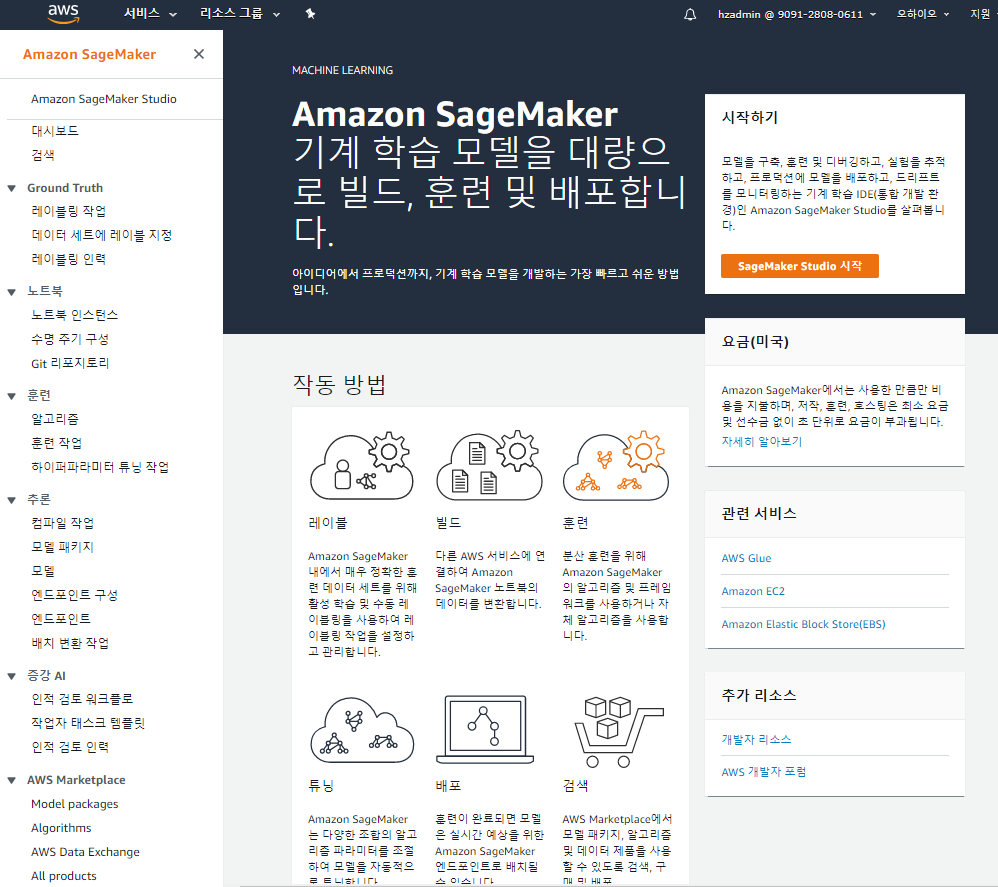 aws
서비스
리소스 그룹
hzadmin @ 9091-2808-0611
오하이오
지원
Amazon SageMaker
Amazon SageMaker Studio
대시보드
검색
Ground Truth
레이블링 작업
데이터 세트에 레이블 지정
레이블링 인력
노트북
노트북 인스턴스
수명 주기 구성
Git 리포지토리
훈련
알고리즘
훈련 작업
하이퍼파라미터 튜닝 작업
추론
컴파일 작업
모델 패키지
모델
엔드포인트 구성
엔드포인트
배치 변환 작업
증강 AI
인적 검토 워크플로
작업자 태스크 템플릿
인적 검토 인력
AWS Marketplace
Model packages
Algorithms
AWS Data Exchange
All products
MACHINE LEARNING
Amazon SageMaker
기계 학습 모델을 대량으
로 빌드, 훈련 및 배포합니
다.
아이디어에서 프로덕션까지, 기계 학습 모델을 개발하는 가장 빠르고 쉬운 방법
입니다.
시작하기
모델을 구축, 훈련 및 디버깅하고, 실험을 추적
하고, 프로덕션에 모델을 배포하고, 드리프트
를 모니터링하는 기계 학습 IDE(통합 개발 환
경)인 Amazon SageMaker Studio를 살펴봅니
다.
SageMaker Studio 시작
요금(미국)
Amazon SageMaker에서는 사용한 만큼만 비
용을 지불하며, 저작, 훈련, 호스팅은 최소 요금
및 선수금 없이 초 단위로 요금이 부과됩니다.
자세히 알아보기
관련 서비스
AWS Glue
Amazon EC2
Amazon Elastic Block Store(EBS)
추가 리소스
개발자 리소스
AWS 개발자 포럼
작동 방법
레이블
Amazon SageMaker
내에서 매우 정확한 훈
련 데이터 세트를 위해
활성 학습 및 수동 레
이블링을 사용하여 레
이블링 작업을 설정하
고 관리합니다.
빌드
다른 AWS 서비스에 연
결하여 Amazon
SageMaker 노트북의
데이터를 변환합니다.
훈련
분산 훈련을 위해
Amazon SageMaker
의 알고리즘 및 프레임
워크를 사용하거나 자
체 알고리즘을 사용합
니다.
튜닝
Amazon SageMaker
는 다양한 조합의 알고
리즘 파라미터를 조절
하여 모델을 자동적으
로 튜닝합니다.
배포
훈련이 완료되면 모델
은 실시간 예상을 위한
Amazon SageMaker
엔드포인트로 배치될
수 있습니다.
검색
AWS Marketplace에서
모델 패키지, 알고리즘
및 데이터 제품을 사용
할 수 있도록 검색, 구
매 및 배포